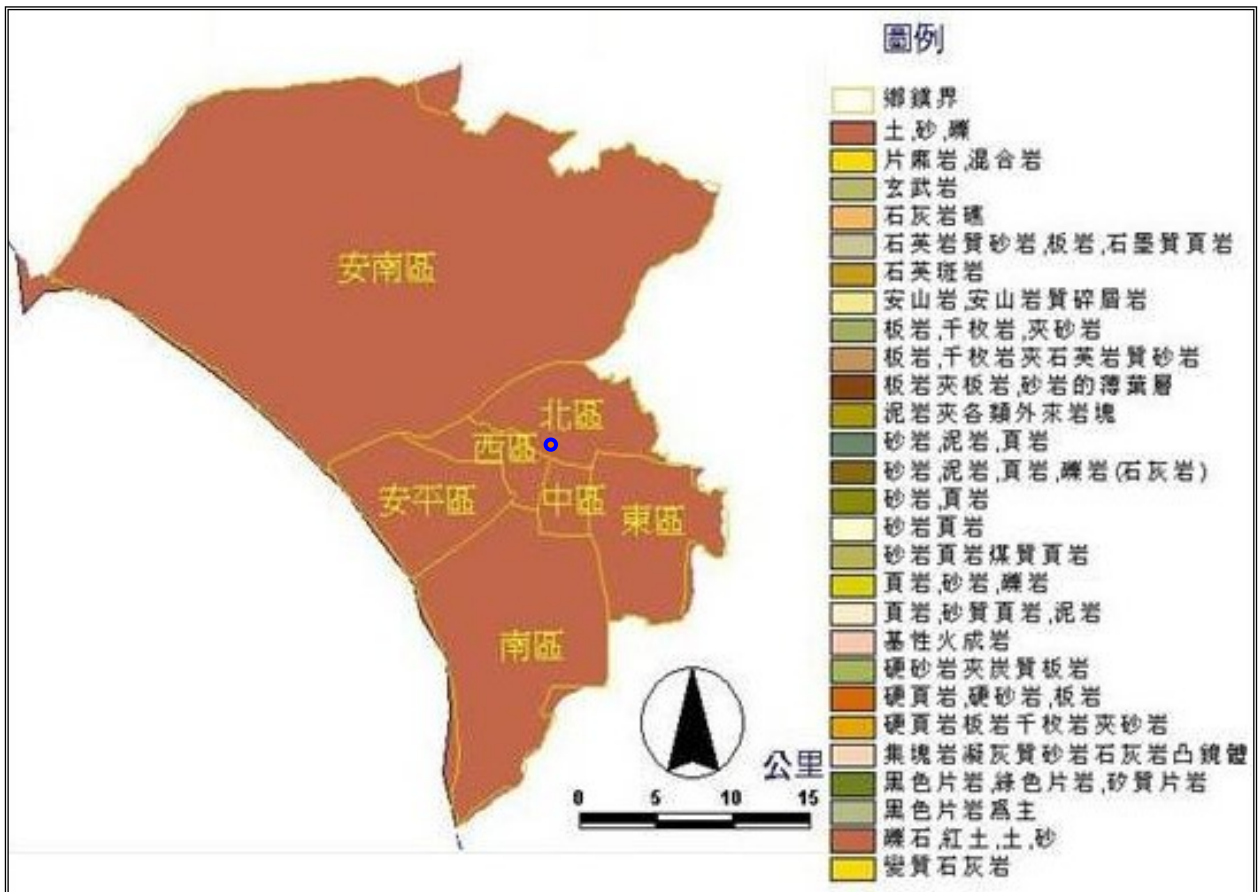 圖例
鄉鎮界
土,砂,礫
片麻岩,混合岩
玄武岩
石灰岩礁
石英岩質砂岩,板岩,石墨質頁岩
石英斑岩
安山岩,安山岩質碎屑岩
板岩,千枚岩,夾砂岩
板岩,千枚岩夾石英岩質砂岩
板岩夾板岩,砂岩的薄葉層
泥岩夾各類外來岩塊
砂岩,泥岩,頁岩
砂岩,泥岩,頁岩,礫岩(石灰岩)
砂岩,頁岩
砂岩頁岩
砂岩頁岩煤質頁岩
頁岩,砂岩,礫岩
頁岩,砂質頁岩,泥岩
基性火成岩
硬砂岩夾炭質板岩
硬頁岩,硬砂岩,板岩
硬頁岩板岩千枚岩夾砂岩
集塊岩凝灰質砂岩石灰岩凸鏡體
黑色片岩,綠色片岩,矽質片岩
黑色片岩爲主
礫石,紅土,土,砂
變質石灰岩
安南區
北區
西區
安平區
中區
東區
南區
公里
0 5 10 15